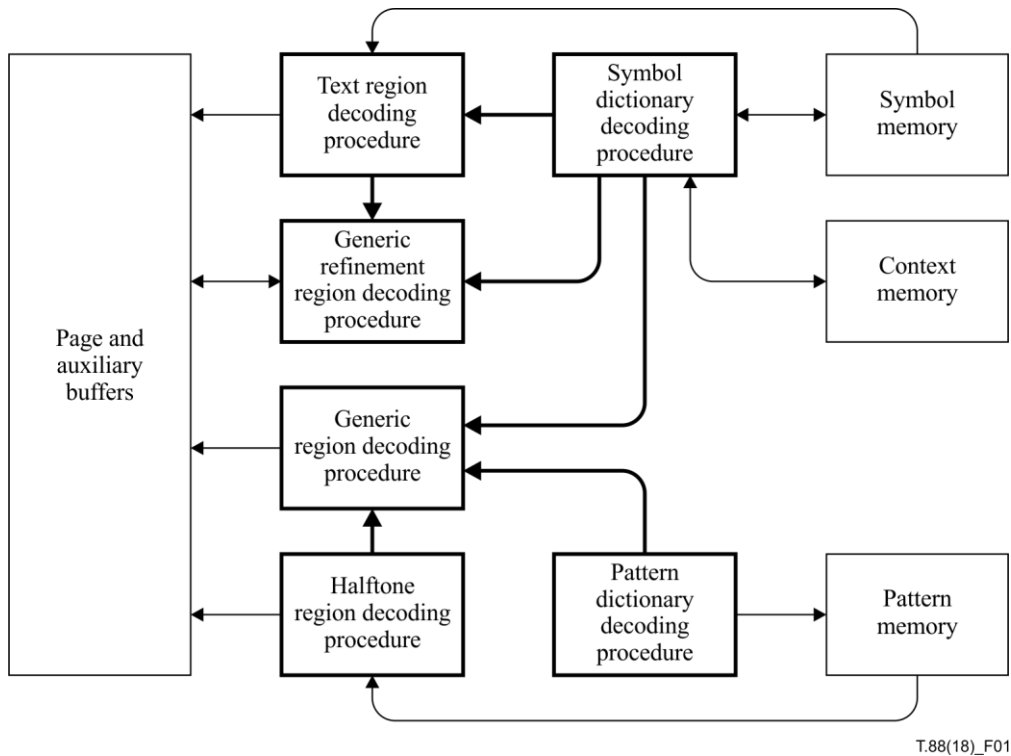 Text region
decoding
procedure
Symbol
dictionary
decoding
procedure
Symbol
memory
Generic
refinement
region decoding
procedure
Context
memory
Page and
auxiliary
buffers
Generic
region decoding
procedure
Halftone
region decoding
procedure
Pattern
dictionary
decoding
procedure
Pattern
memory
T.88(18)_F01